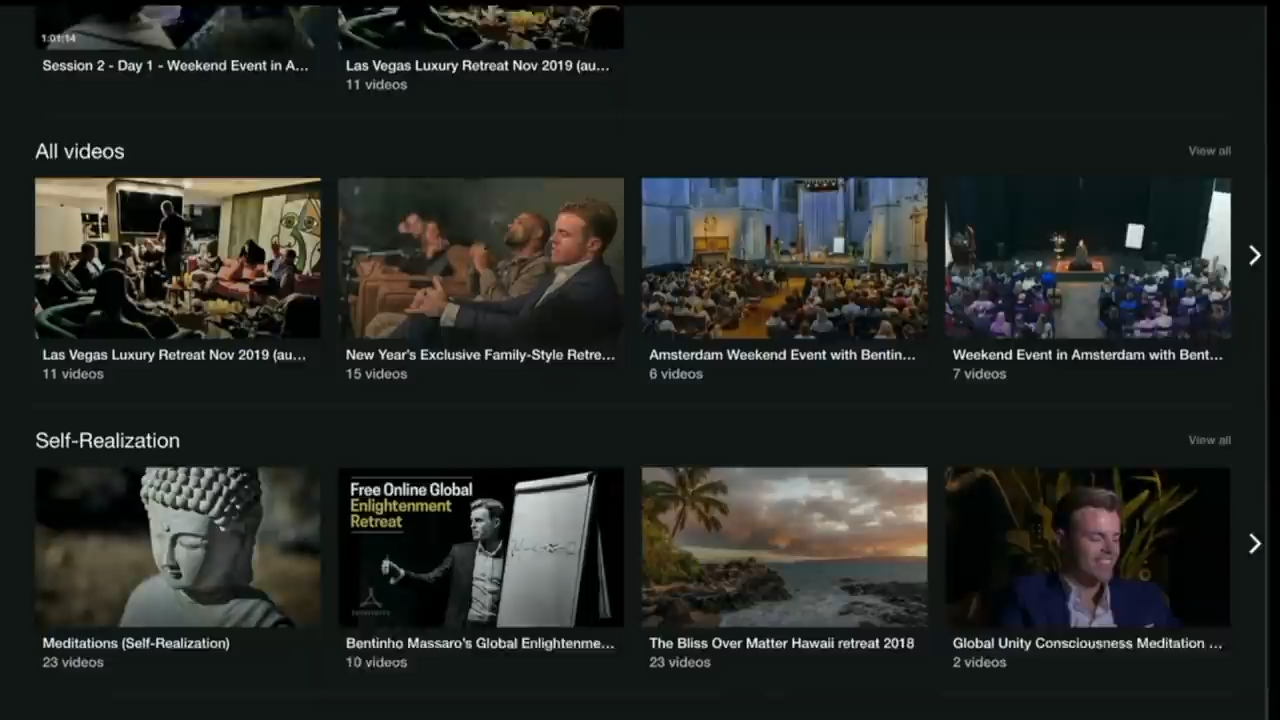 1:01:14
Session 2 - Day 1 - Weekend Event in A...
Las Vegas Luxury Retreat Nov 2019 (au...
11 videos
All videos
View all
Las Vegas Luxury Retreat Nov 2019 (au...
11 videos
New Year's Exclusive Family-Style Retre...
15 videos
Amsterdam Weekend Event with Bentin...
6 videos
Weekend Event in Amsterdam with Bent...
7 videos
Self-Realization
View all
Free Online Global
Enlightenment
Retreat
Meditations (Self-Realization)
23 videos
Bentinho Massaro's Global Enlightenme...
10 videos
The Bliss Over Matter Hawaii retreat 2018
23 videos
Global Unity Consciousness Meditation ...
2 videos